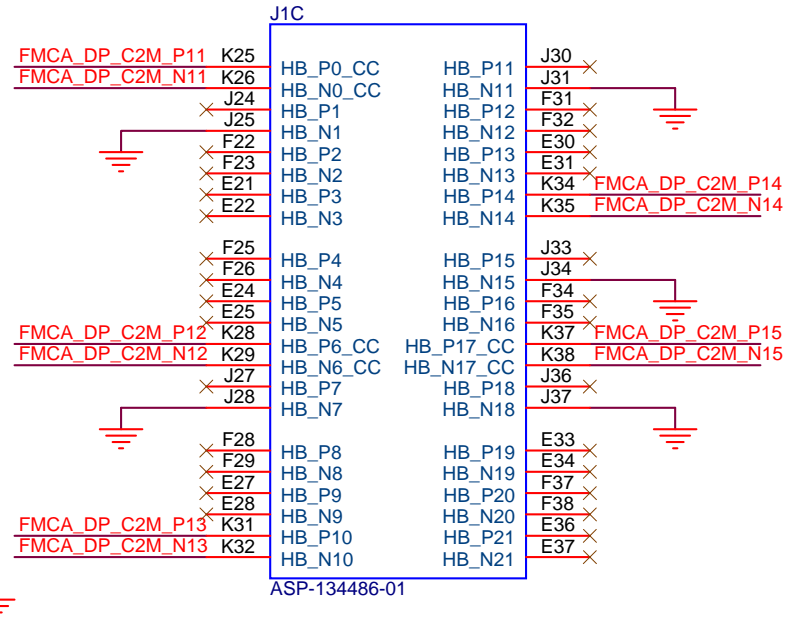 J1C
FMCA_DP_C2M_P11 K25 HB_P0_CC HB_P11 J30
FMCA_DP_C2M_N11 K26 HB_N0_CC HB_N11 J31
J24 HB_P1 HB_P12 F31
J25 HB_N1 HB_N12 F32
F22 HB_P2 HB_P13 E30
F23 HB_N2 HB_N13 E31
E21 HB_P3 HB_P14 K34 FMCA_DP_C2M_P14
E22 HB_N3 HB_N14 K35 FMCA_DP_C2M_N14
F25 HB_P4 HB_P15 J33
F26 HB_N4 HB_N15 J34
E24 HB_P5 HB_P16 F34
E25 HB_N5 HB_N16 F35
FMCA_DP_C2M_P12 K28 HB_P6_CC HB_P17_CC K37 FMCA_DP_C2M_P15
FMCA_DP_C2M_N12 K29 HB_N6_CC HB_N17_CC K38 FMCA_DP_C2M_N15
J27 HB_P7 HB_P18 J36
J28 HB_N7 HB_N18 J37
F28 HB_P8 HB_P19 E33
F29 HB_N8 HB_N19 E34
E27 HB_P9 HB_P20 F37
E28 HB_N9 HB_N20 F38
FMCA_DP_C2M_P13 K31 HB_P10 HB_P21 E36
FMCA_DP_C2M_N13 K32 HB_N10 HB_N21 E37
ASP-134486-01